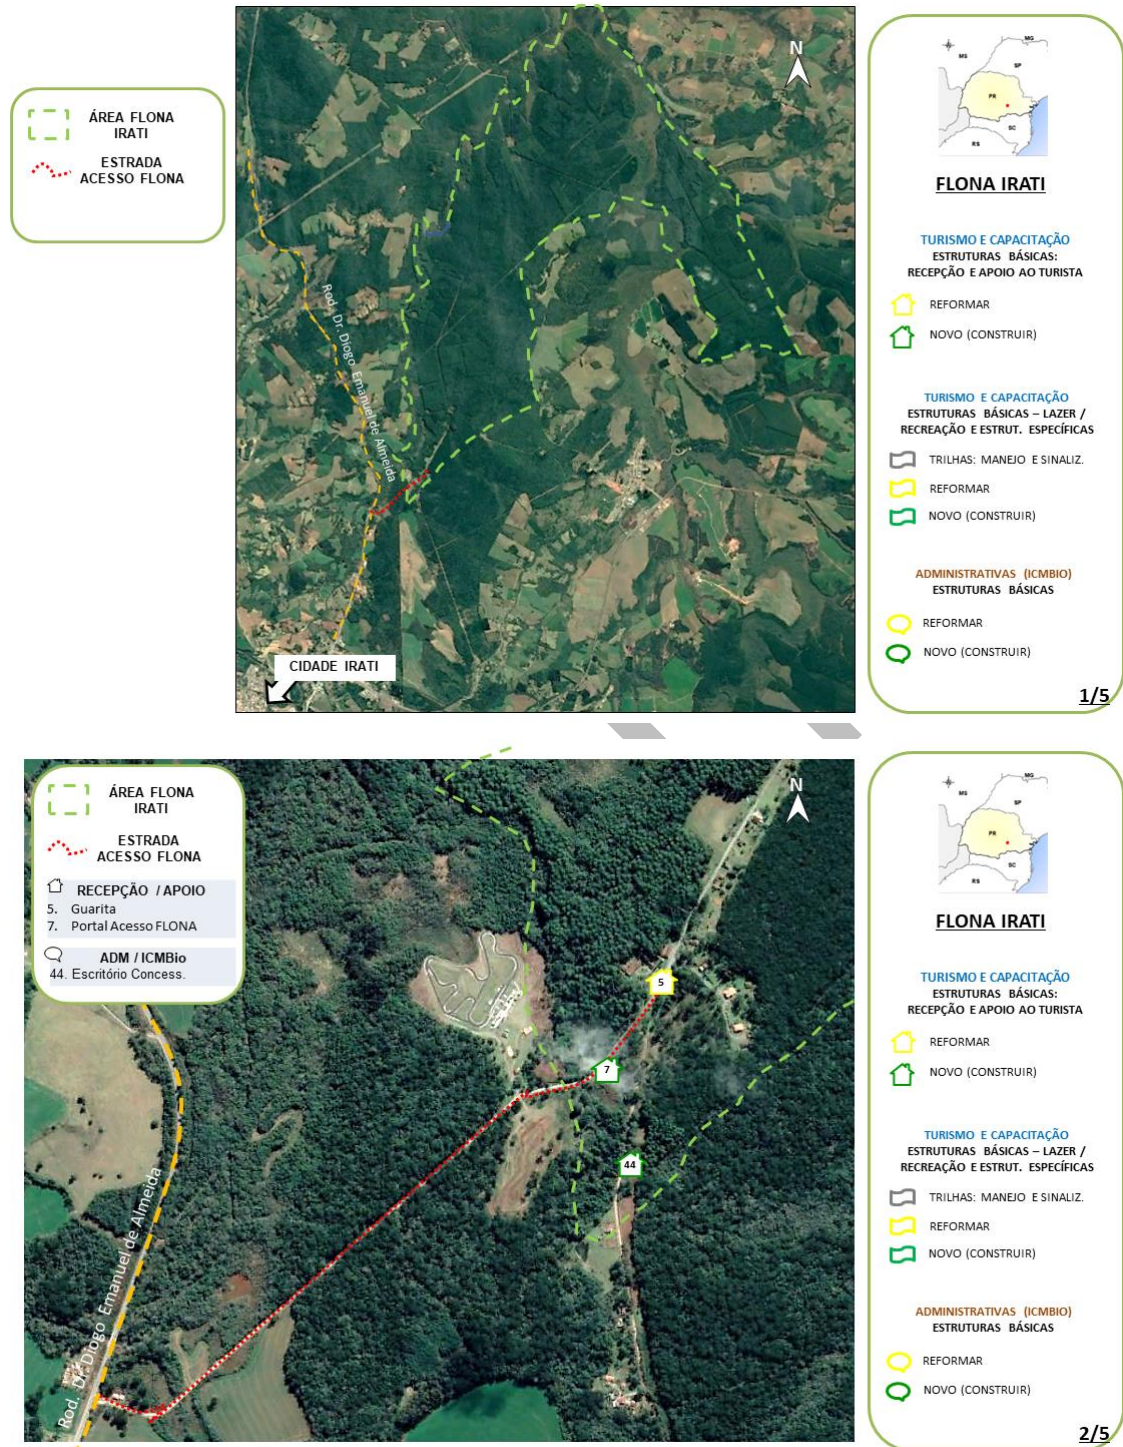 ÁREA FLONA
IRATI
ESTRADA
ACESSO FLONA
N
Rod. Dr. Diogo Emanuel de Almeida
CIDADE IRATI
MG
MS
SP
PR
SC
RS
FLONA IRATI
TURISMO E CAPACITAÇÃO
ESTRUTURAS BÁSICAS:
RECEPÇÃO E APOIO AO TURISTA
REFORMAR
NOVO (CONSTRUIR)
TURISMO E CAPACITAÇÃO
ESTRUTURAS BÁSICAS – LAZER /
RECREAÇÃO E ESTRUT. ESPECÍFICAS
TRILHAS: MANEJO E SINALIZ.
REFORMAR
NOVO (CONSTRUIR)
ADMINISTRATIVAS (ICMBIO)
ESTRUTURAS BÁSICAS
REFORMAR
NOVO (CONSTRUIR)
1/5
ÁREA FLONA
IRATI
ESTRADA
ACESSO FLONA
RECEPÇÃO / APOIO
5. Guarita
7. Portal Acesso FLONA
ADM / ICMBio
44. Escritório Concess.
N
5
7
44
Rod. Dr. Diogo Emanuel de Almeida
MG
MS
SP
PR
SC
RS
FLONA IRATI
TURISMO E CAPACITAÇÃO
ESTRUTURAS BÁSICAS:
RECEPÇÃO E APOIO AO TURISTA
REFORMAR
NOVO (CONSTRUIR)
TURISMO E CAPACITAÇÃO
ESTRUTURAS BÁSICAS – LAZER /
RECREAÇÃO E ESTRUT. ESPECÍFICAS
TRILHAS: MANEJO E SINALIZ.
REFORMAR
NOVO (CONSTRUIR)
ADMINISTRATIVAS (ICMBIO)
ESTRUTURAS BÁSICAS
REFORMAR
NOVO (CONSTRUIR)
2/5